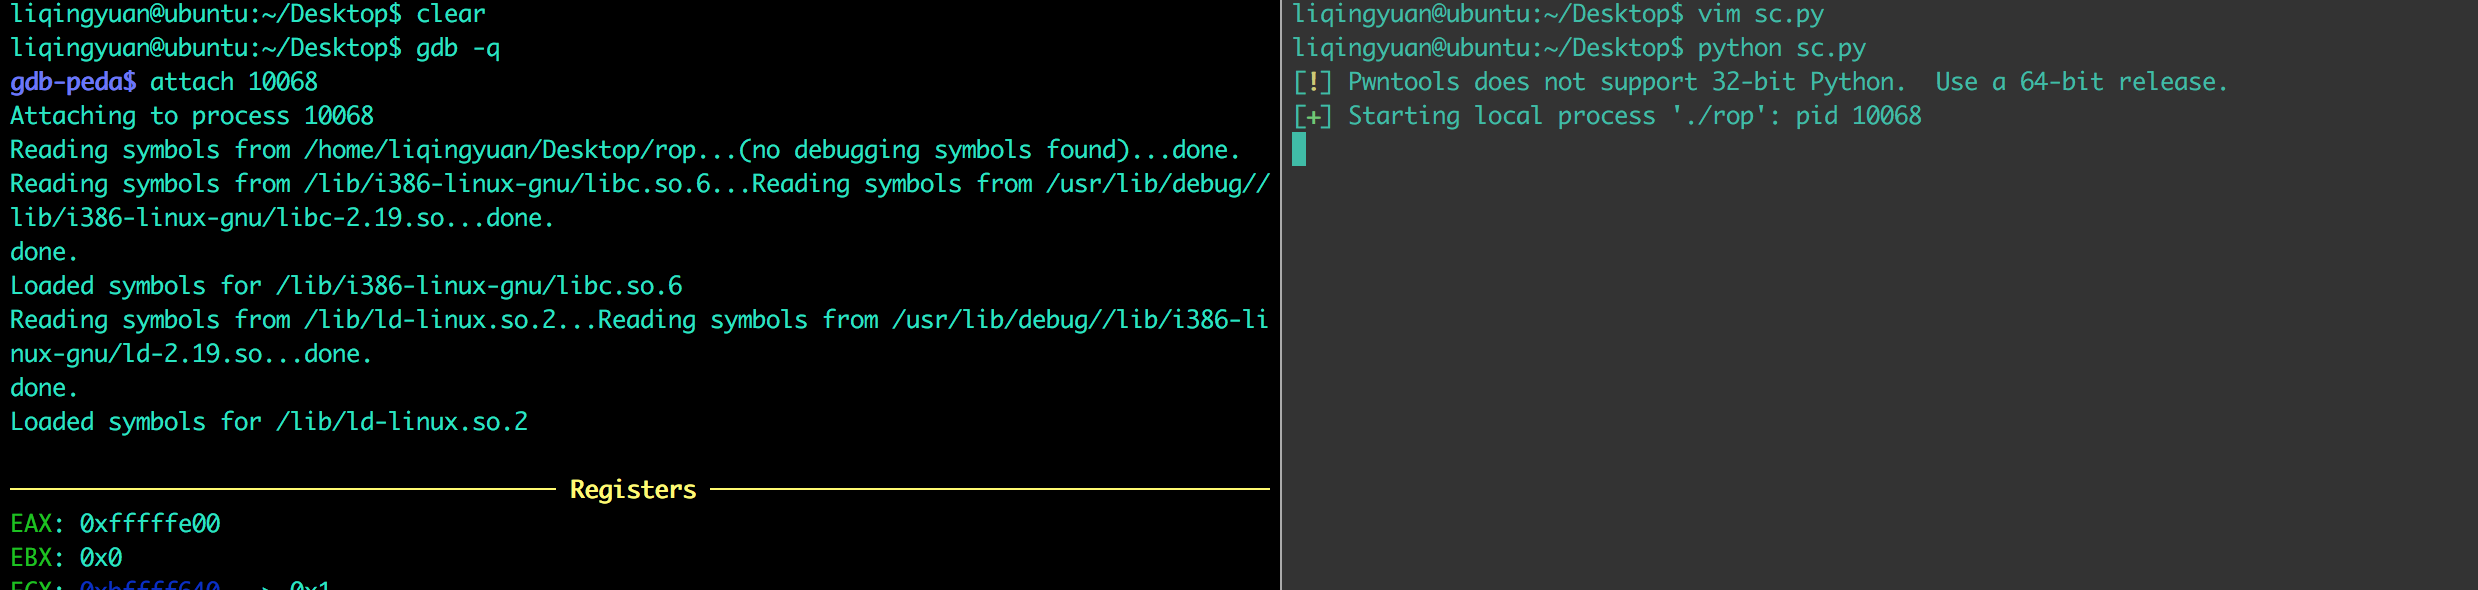 liqingyuan@ubuntu:~/Desktop$ clear
liqingyuan@ubuntu:~/Desktop$ gdb -q
gdb-peda$ attach 10068
Attaching to process 10068
Reading symbols from /home/liqingyuan/Desktop/rop...(no debugging symbols found)...done.
Reading symbols from /lib/i386-linux-gnu/libc.so.6...Reading symbols from /usr/lib/debug//
lib/i386-linux-gnu/libc-2.19.so...done.
done.
Loaded symbols for /lib/i386-linux-gnu/libc.so.6
Reading symbols from /lib/ld-linux.so.2...Reading symbols from /usr/lib/debug//lib/i386-li
nux-gnu/ld-2.19.so...done.
done.
Loaded symbols for /lib/ld-linux.so.2
Registers
EAX: 0xfffffe00
EBX: 0x0
ECX: 0xbffff640 --> 0x1
liqingyuan@ubuntu:~/Desktop$ vim sc.py
liqingyuan@ubuntu:~/Desktop$ python sc.py
[!] Pwntools does not support 32-bit Python.  Use a 64-bit release.
[+] Starting local process './rop': pid 10068